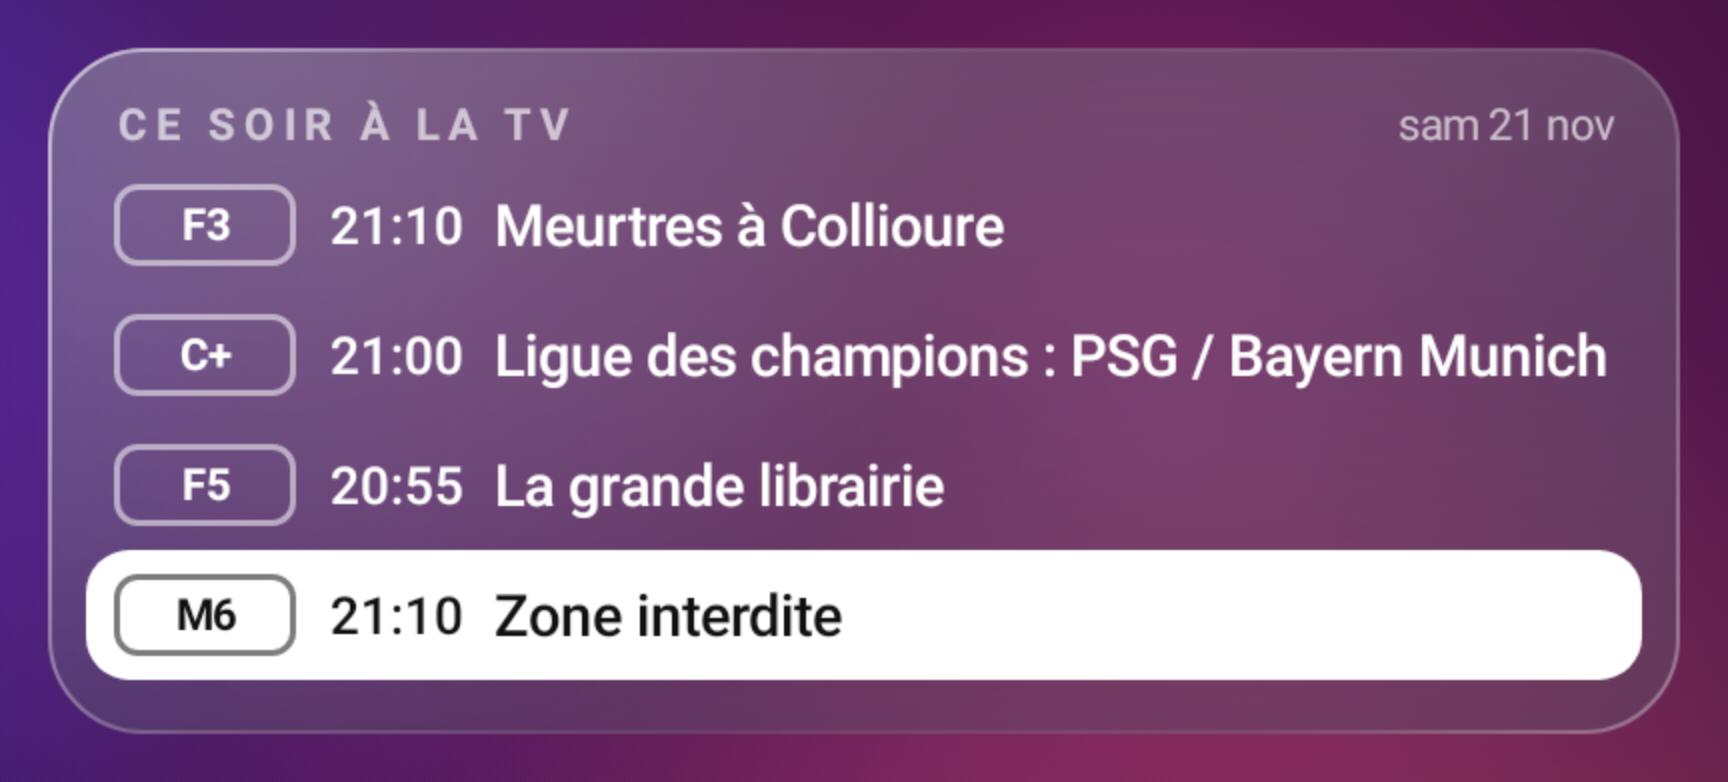 CE SOIR À LA TV sam 21 nov
F3 21:10 Meurtres à Collioure
C+ 21:00 Ligue des champions : PSG / Bayern Munich
F5 20:55 La grande librairie
M6 21:10 Zone interdite